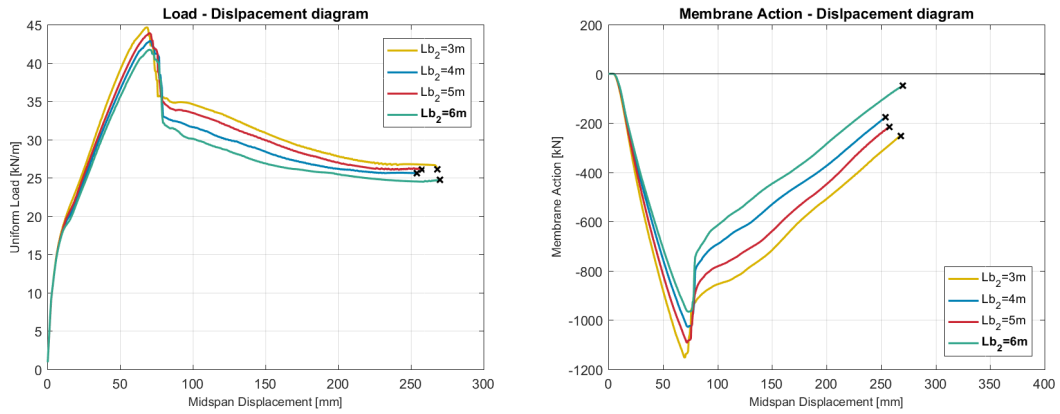 Load - Dislpacement diagram
Uniform Load [kN/m]
45
40
35
30
25
20
15
10
5
0
0 50 100 150 200 250 300
Midspan Displacement [mm]
Lb2=3m
Lb2=4m
Lb2=5m
Lb2=6m
Membrane Action - Dislpacement diagram
Membrane Action [kN]
200
0
-200
-400
-600
-800
-1000
-1200
0 50 100 150 200 250 300 350 400
Midspan Displacement [mm]
Lb2=3m
Lb2=4m
Lb2=5m
Lb2=6m